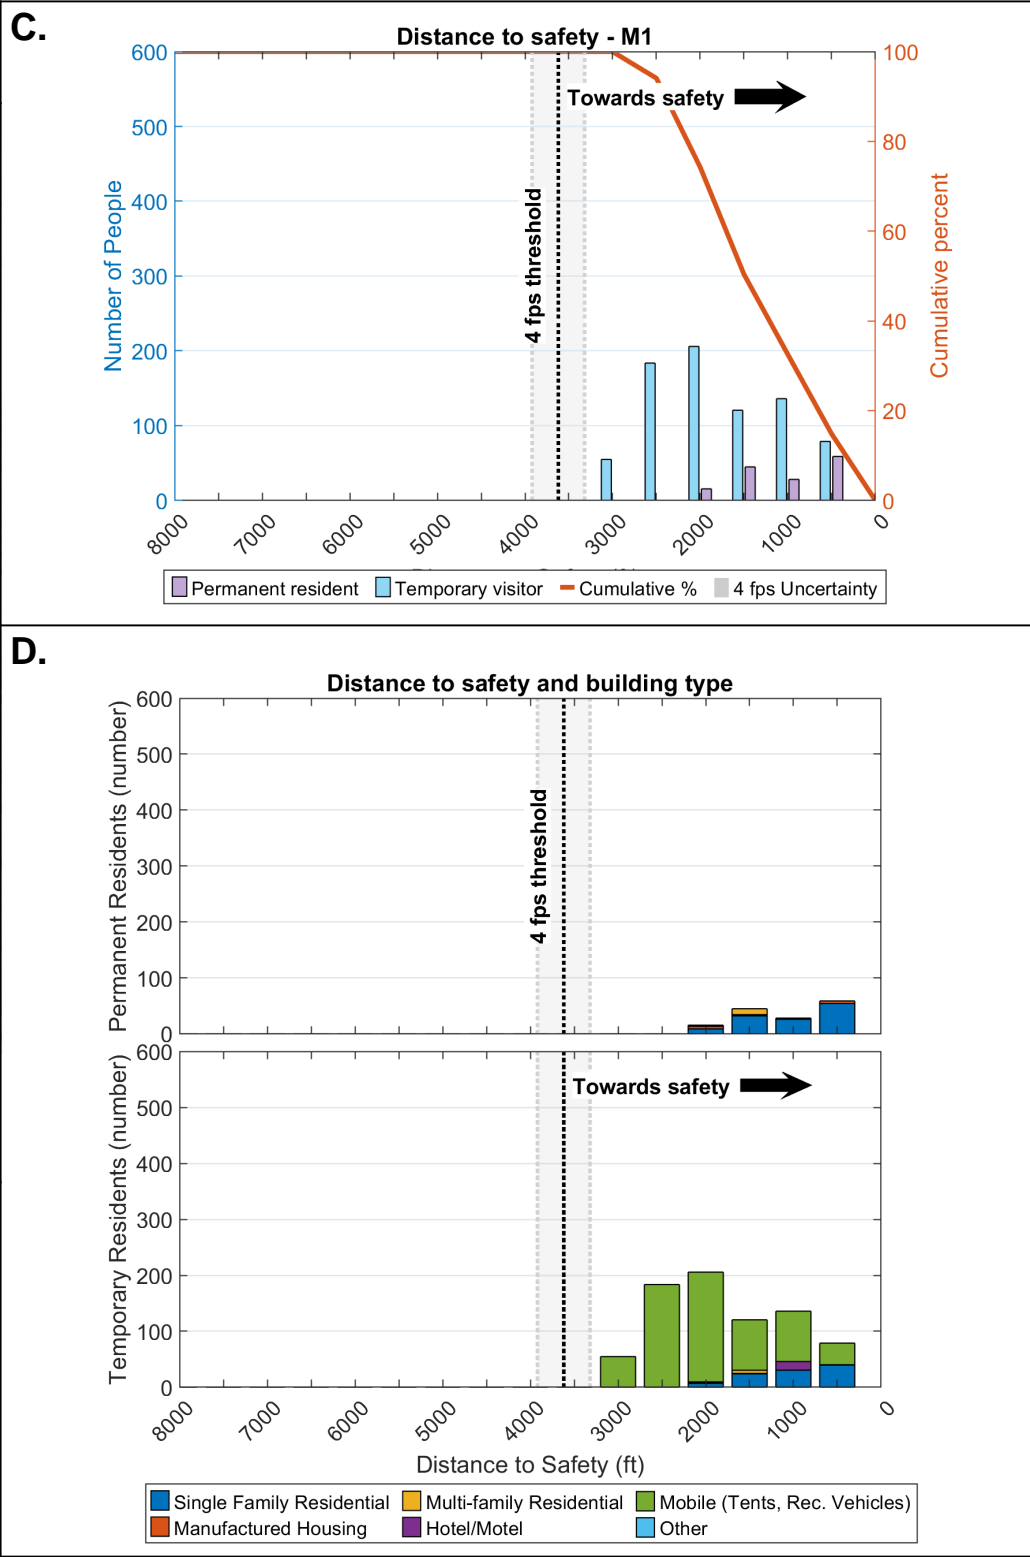 C.
Distance to safety - M1
600
500
400
300
200
100
0
Number of People
100
80
60
40
20
0
Cumulative percent
Towards safety
4 fps threshold
8000
7000
6000
5000
4000
3000
2000
1000
0
Permanent resident
Temporary visitor
Cumulative %
4 fps Uncertainty
D.
Distance to safety and building type
600
500
400
300
200
100
0
Permanent Residents (number)
4 fps threshold
600
500
400
300
200
100
0
Temporary Residents (number)
Towards safety
8000
7000
6000
5000
4000
3000
2000
1000
0
Distance to Safety (ft)
Single Family Residential
Multi-family Residential
Mobile (Tents, Rec. Vehicles)
Manufactured Housing
Hotel/Motel
Other